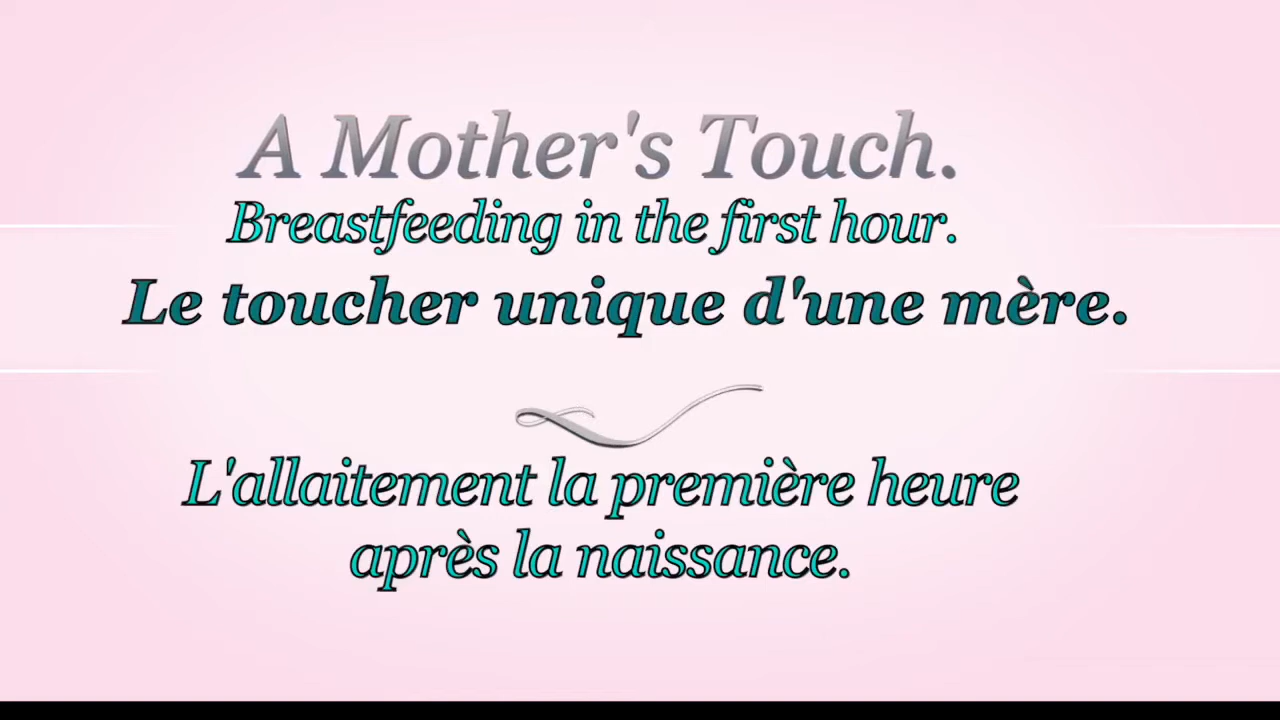 A Mother's Touch.
Breastfeeding in the first hour.
Le toucher unique d'une mère.
L'allaitement la première heure
après la naissance.